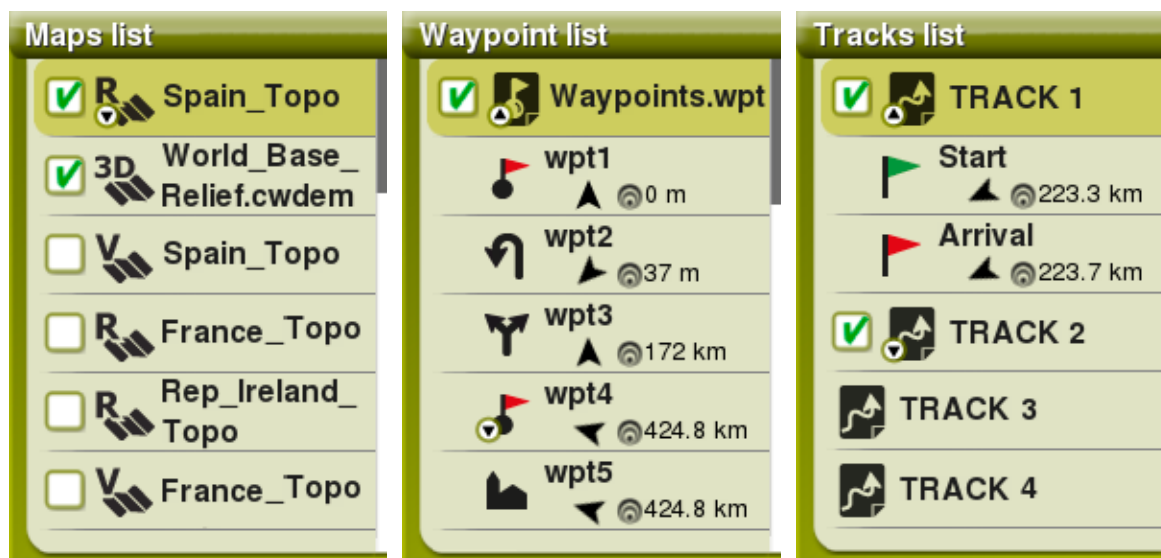 Maps list
R Spain_Topo
3D World_Base_
Relief.cwdem
V Spain_Topo
R France_Topo
R Rep_Ireland_
Topo
V France_Topo
Waypoint list
Waypoints.wpt
wpt1
0 m
wpt2
37 m
wpt3
172 km
wpt4
424.8 km
wpt5
424.8 km
Tracks list
TRACK 1
Start
223.3 km
Arrival
223.7 km
TRACK 2
TRACK 3
TRACK 4